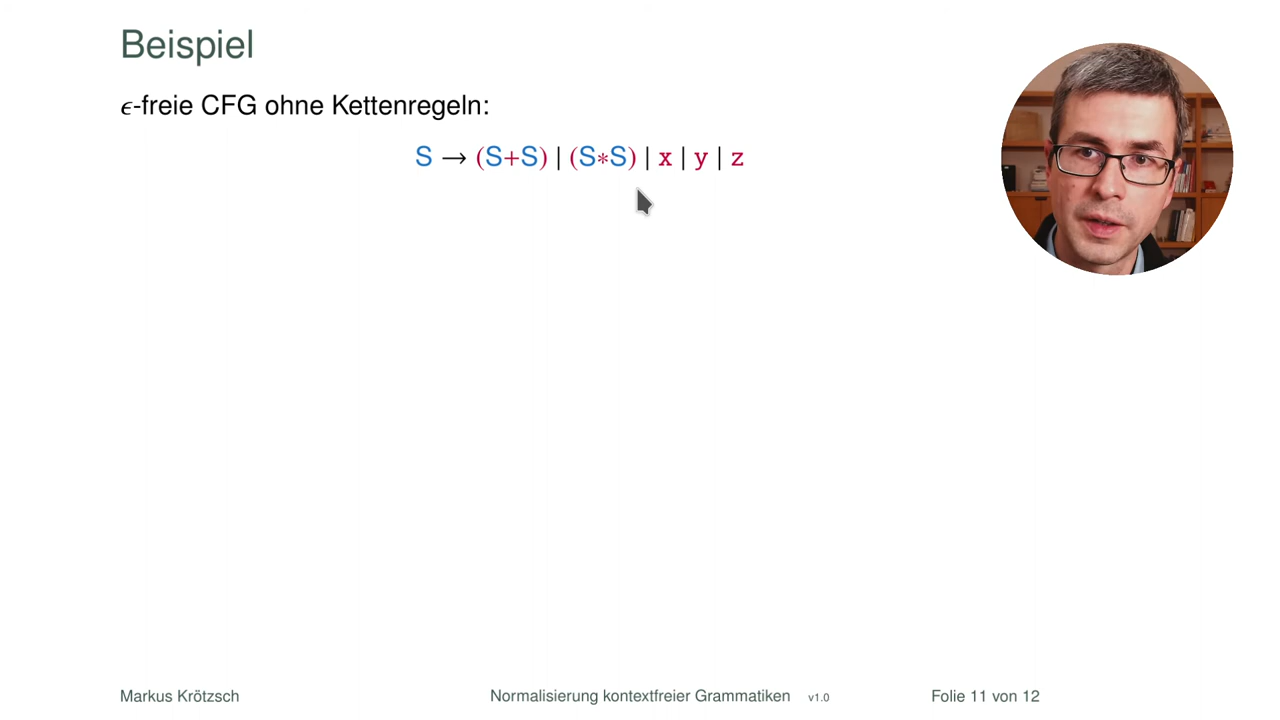 Beispiel
ϵ-freie CFG ohne Kettenregeln:
S → (S+S) | (S∗S) | x | y | z
Markus Krötzsch Normalisierung kontextfreier Grammatiken v1.0 Folie 11 von 12